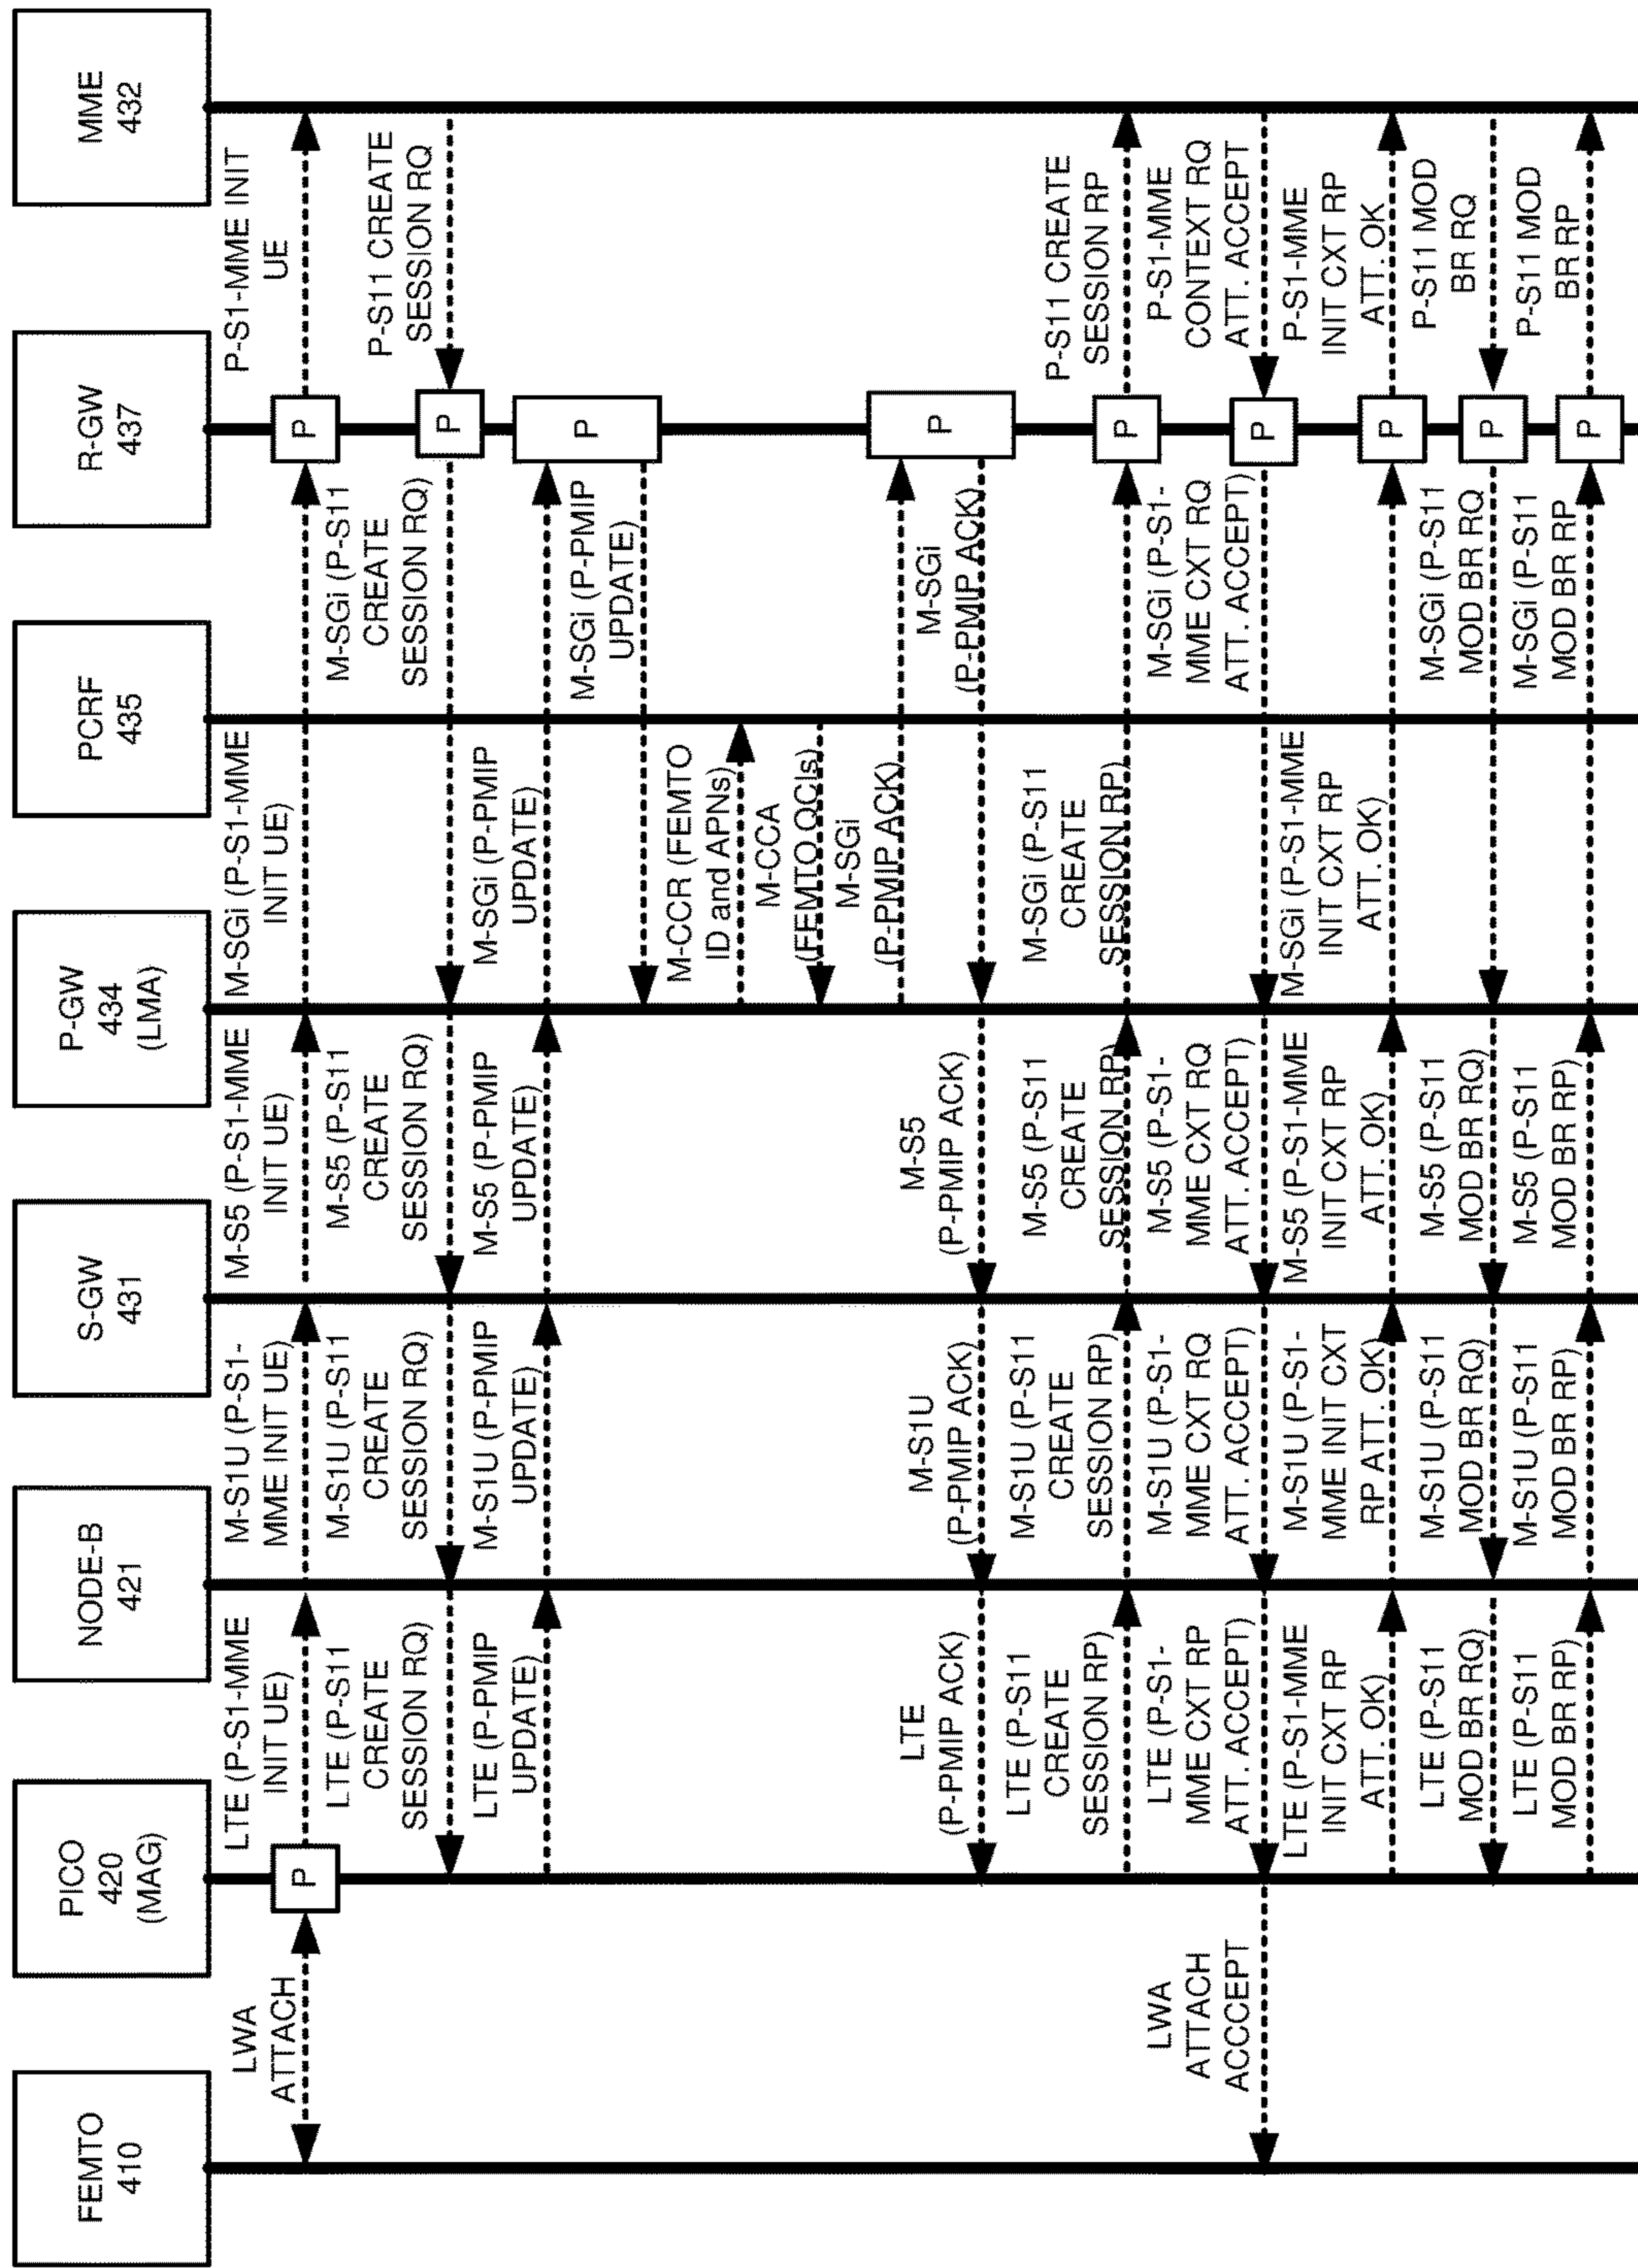 FEMTO
410
PICO
420
(MAG)
NODE-B
421
S-GW
431
P-GW
434
(LMA)
PCRF
435
R-GW
437
MME
432
LWA
ATTACH
P
LTE (P-S1-MME
INIT UE)
M-S1U (P-S1-
MME INIT UE)
M-S5 (P-S1-MME
INIT UE)
M-SGi (P-S1-MME
INIT UE)
P
P-S1-MME INIT
UE
LTE (P-S11
CREATE
SESSION RQ)
M-S1U (P-S11
CREATE
SESSION RQ)
M-S5 (P-S11
CREATE
SESSION RQ)
M-SGi (P-S11
CREATE
SESSION RQ)
P
P-S11 CREATE
SESSION RQ
LTE (P-PMIP
UPDATE)
M-S1U (P-PMIP
UPDATE)
M-S5 (P-PMIP
UPDATE)
M-SGi (P-PMIP
UPDATE)
P
M-SGi (P-PMIP
UPDATE)
M-CCR (FEMTO
ID and APNs)
M-CCA
(FEMTO QCIs)
M-SGi
(P-PMIP ACK)
P
LTE
(P-PMIP ACK)
M-S1U
(P-PMIP ACK)
M-S5
(P-PMIP ACK)
M-SGi
(P-PMIP ACK)
LTE (P-S11
CREATE
SESSION RP)
M-S1U (P-S11
CREATE
SESSION RP)
M-S5 (P-S11
CREATE
SESSION RP)
M-SGi (P-S11
CREATE
SESSION RP)
P
P-S11 CREATE
SESSION RP
LWA
ATTACH
ACCCEPT
LTE (P-S1-
MME CXT RP
ATT. ACCEPT)
M-S1U (P-S1-
MME CXT RQ
ATT. ACCEPT)
M-S5 (P-S1-
MME CXT RQ
ATT. ACCEPT)
M-SGi (P-S1-
MME CXT RQ
ATT. ACCEPT)
P
P-S1-MME
CONTEXT RQ
ATT. ACCEPT
LTE (P-S1-MME
INIT CXT RP
ATT. OK)
M-S1U (P-S1-
MME INIT CXT
RP ATT. OK)
M-S5 (P-S1-MME
INIT CXT RP
ATT. OK)
M-SGi (P-S1-MME
INIT CXT RP
ATT. OK)
P
P-S1-MME
INIT CXT RP
ATT. OK
LTE (P-S11
MOD BR RQ)
M-S1U (P-S11
MOD BR RQ)
M-S5 (P-S11
MOD BR RQ)
M-SGi (P-S11
MOD BR RQ
P
P-S11 MOD
BR RQ
LTE (P-S11
MOD BR RP)
M-S1U (P-S11
MOD BR RP)
M-S5 (P-S11
MOD BR RP)
M-SGi (P-S11
MOD BR RP
P
P-S11 MOD
BR RP